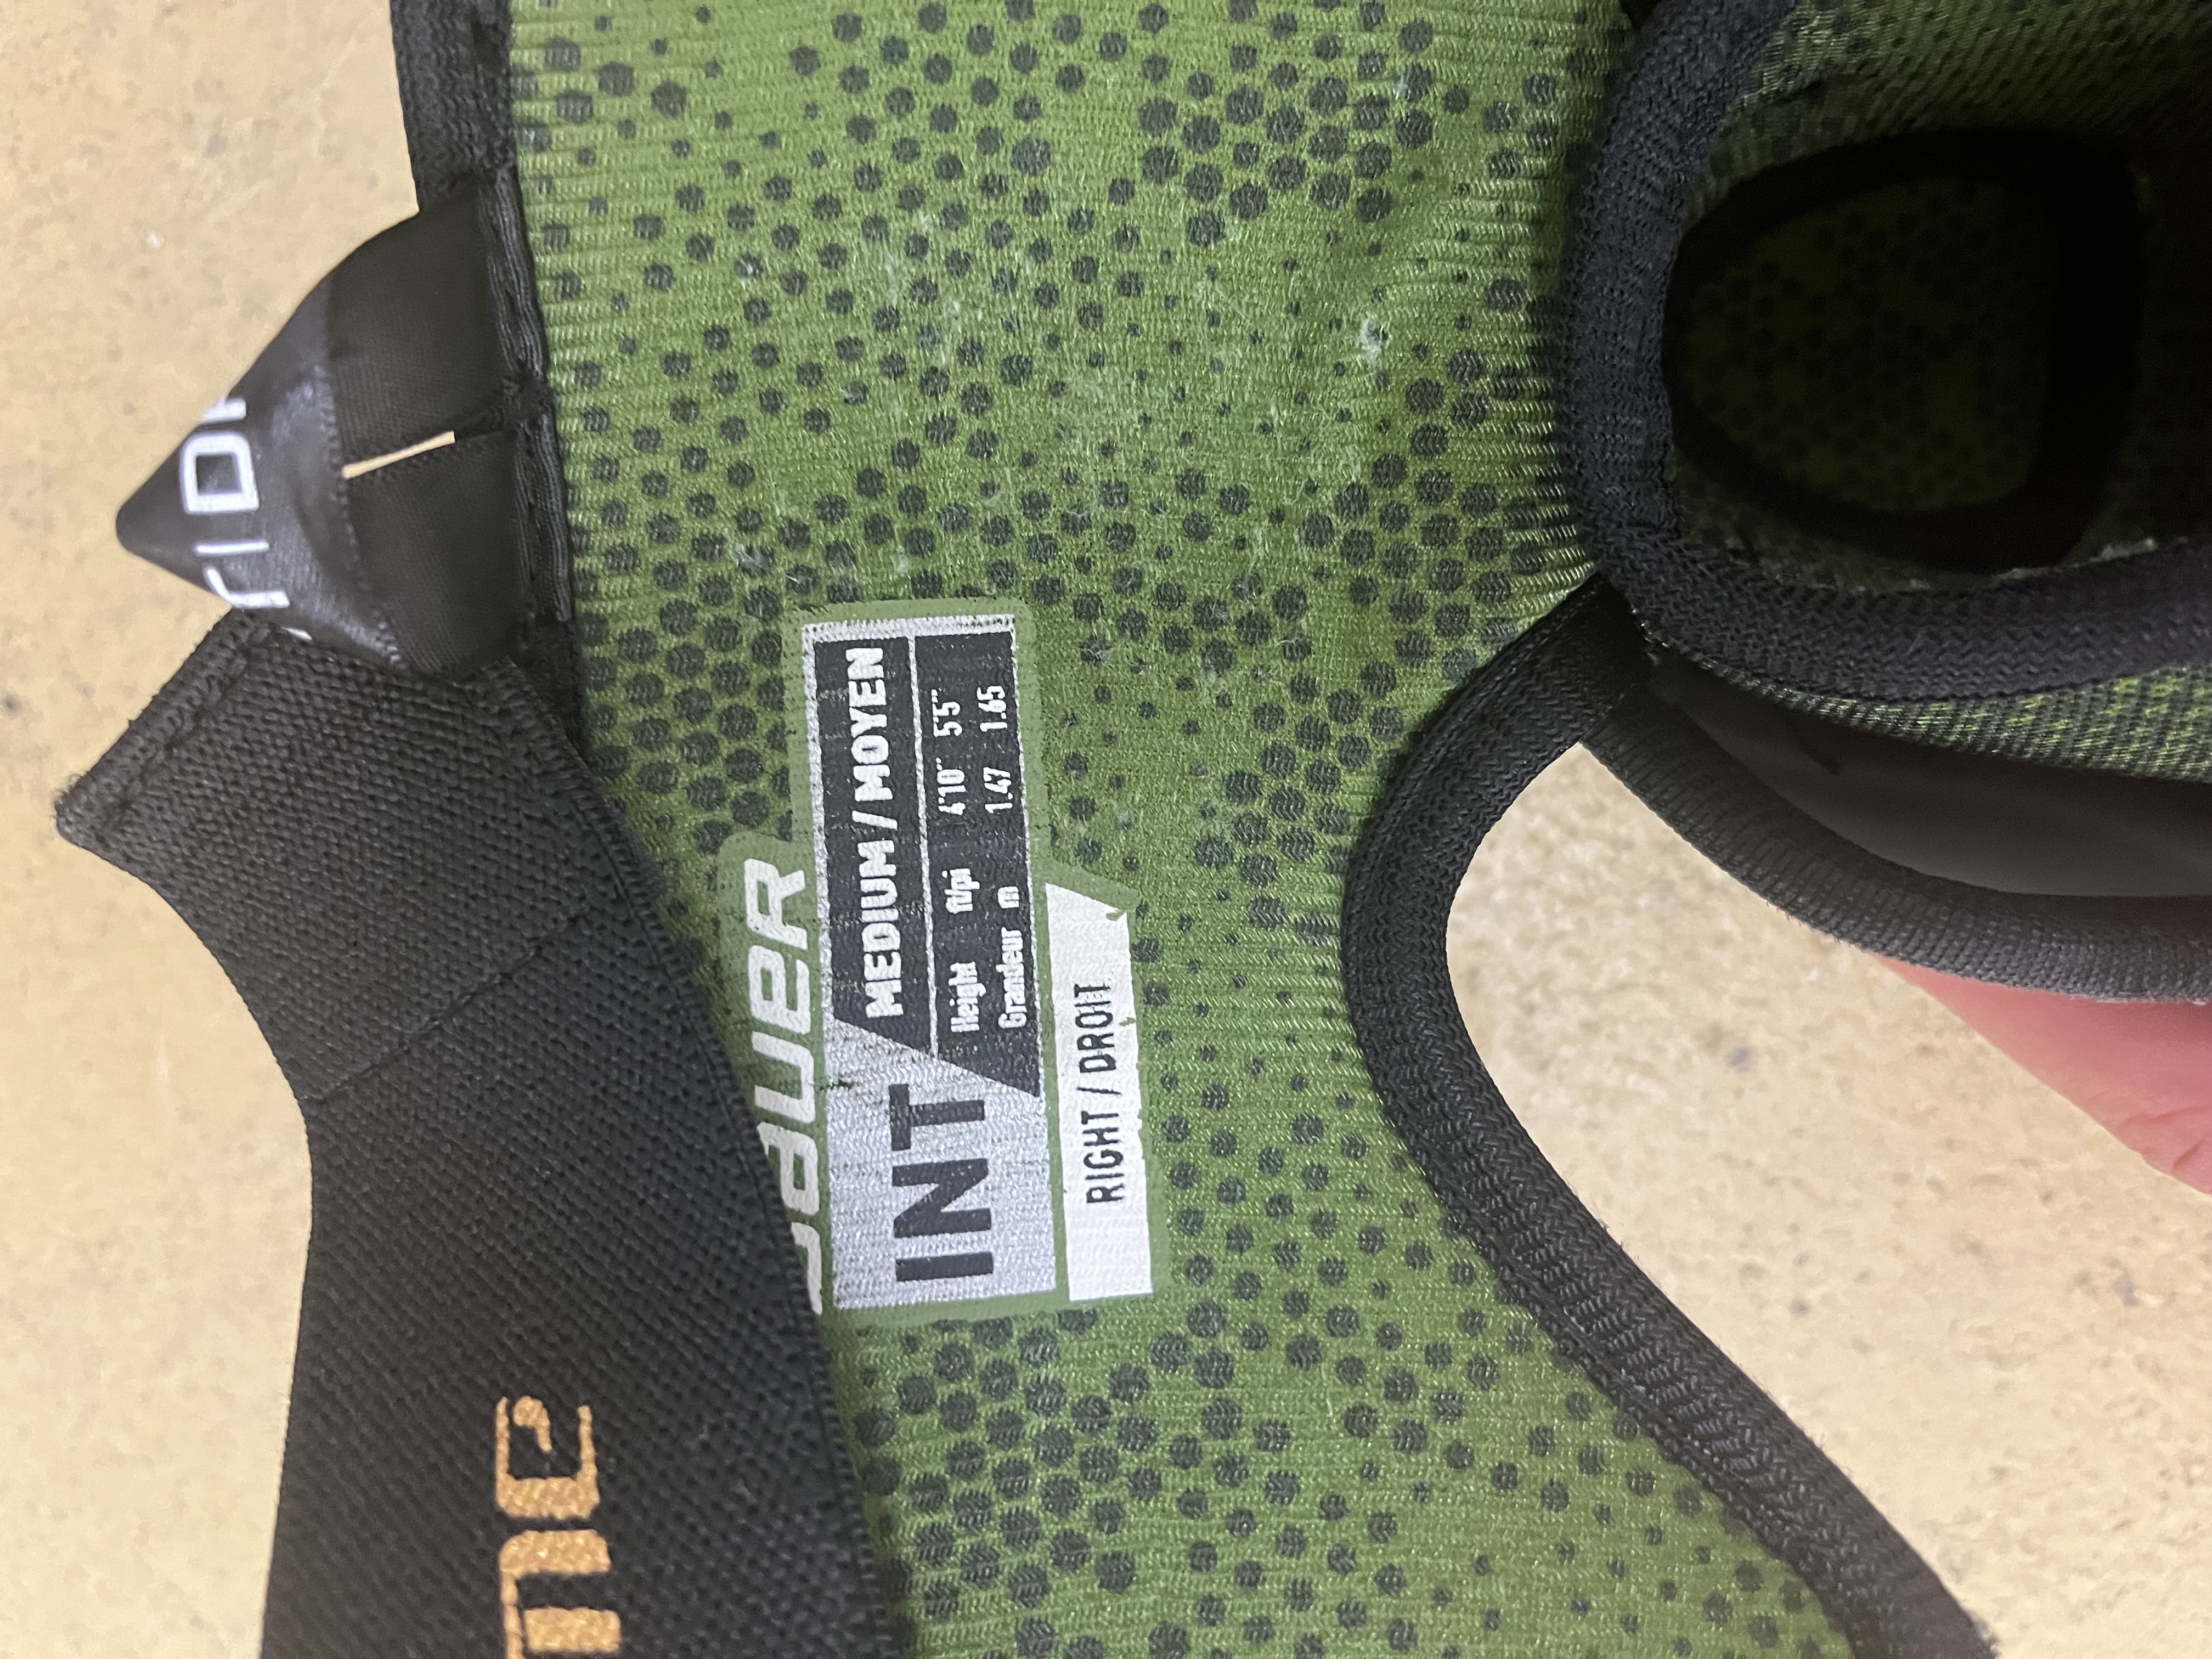 BAUER
INT
MEDIUM/MOYEN
Height ft/pi 4'10" 5'5"
Grandeur m 1.47 1.65
RIGHT / DROIT